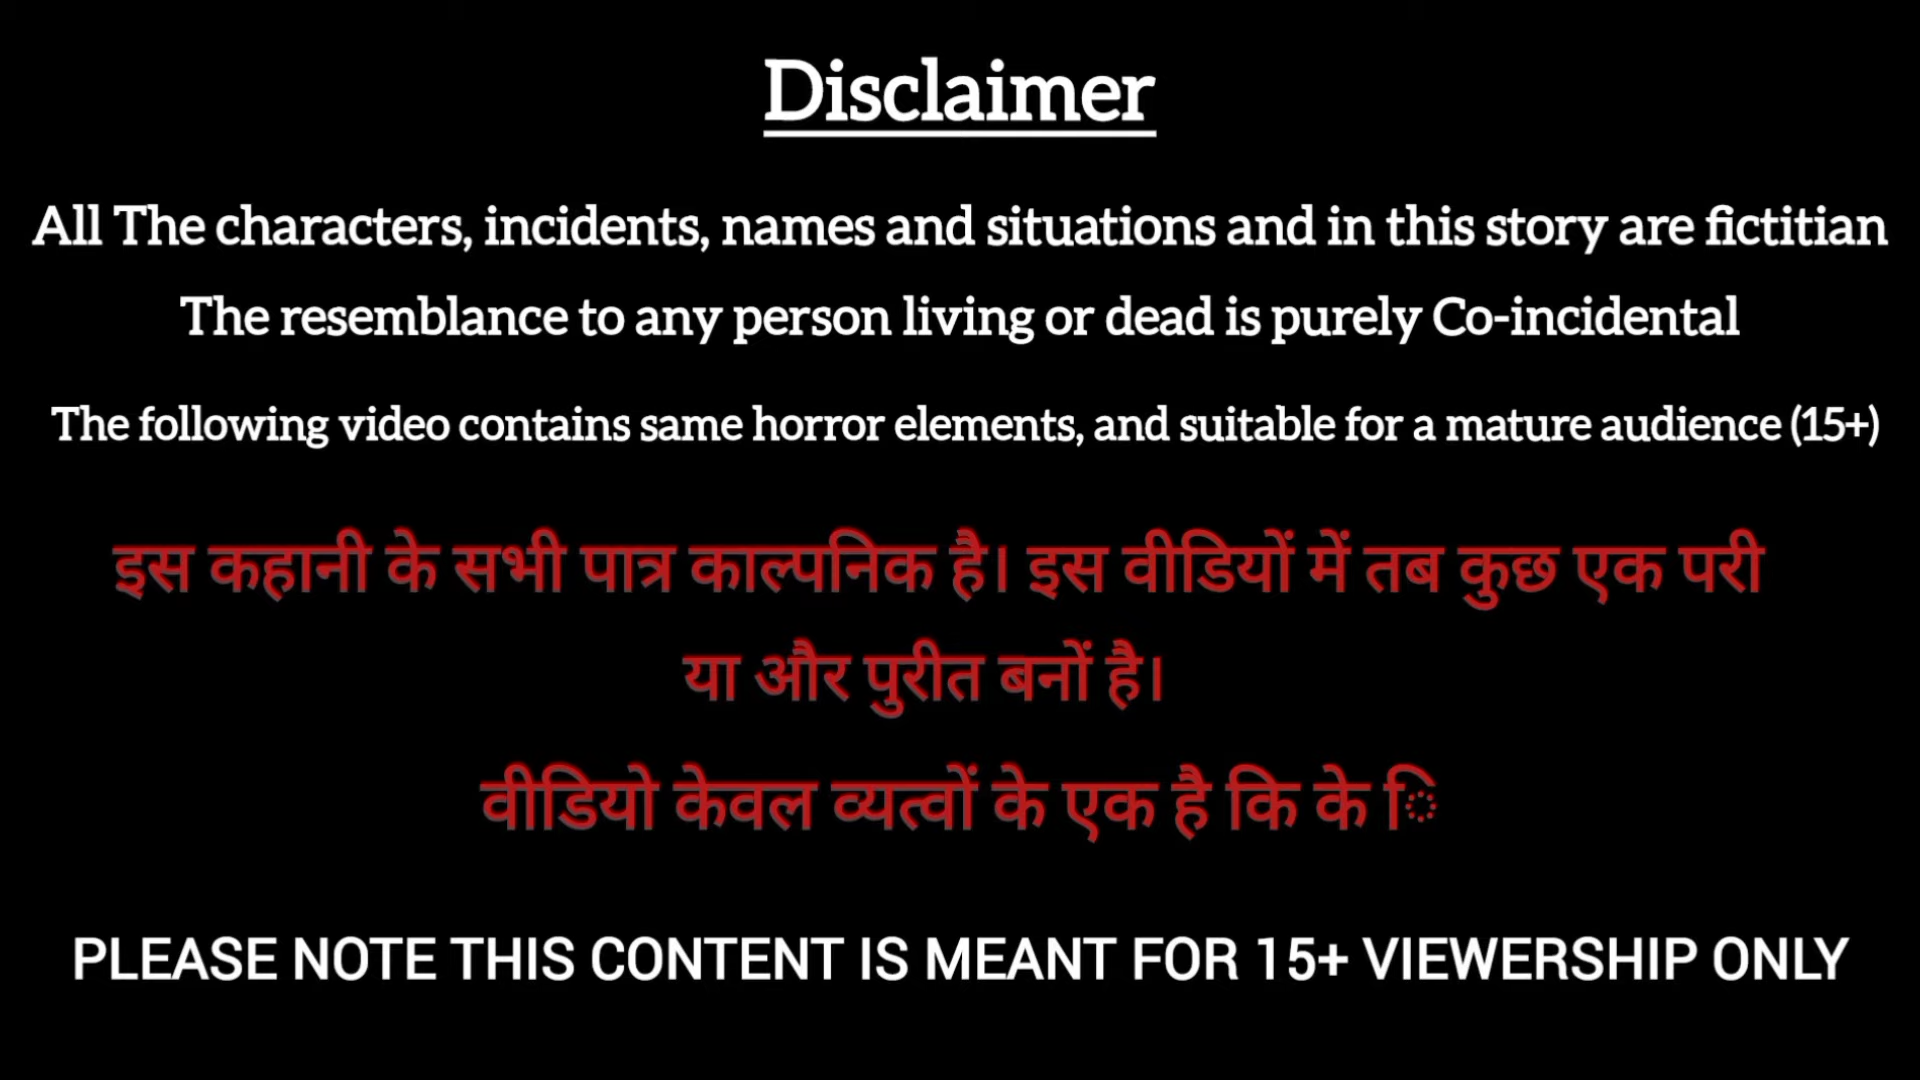 Disclaimer
All The characters, incidents, names and situations and in this story are fictitian
The resemblance to any person living or dead is purely Co-incidental
The following video contains same horror elements, and suitable for a mature audience (15+)
इस कहानी के सभी पात्र काल्पनिक है। इस वीडियों में तब कुछ एक परी
या और पुरीत बनों है।
वीडियो केवल व्यत्वों के एक है कि के ि
PLEASE NOTE THIS CONTENT IS MEANT FOR 15+ VIEWERSHIP ONLY